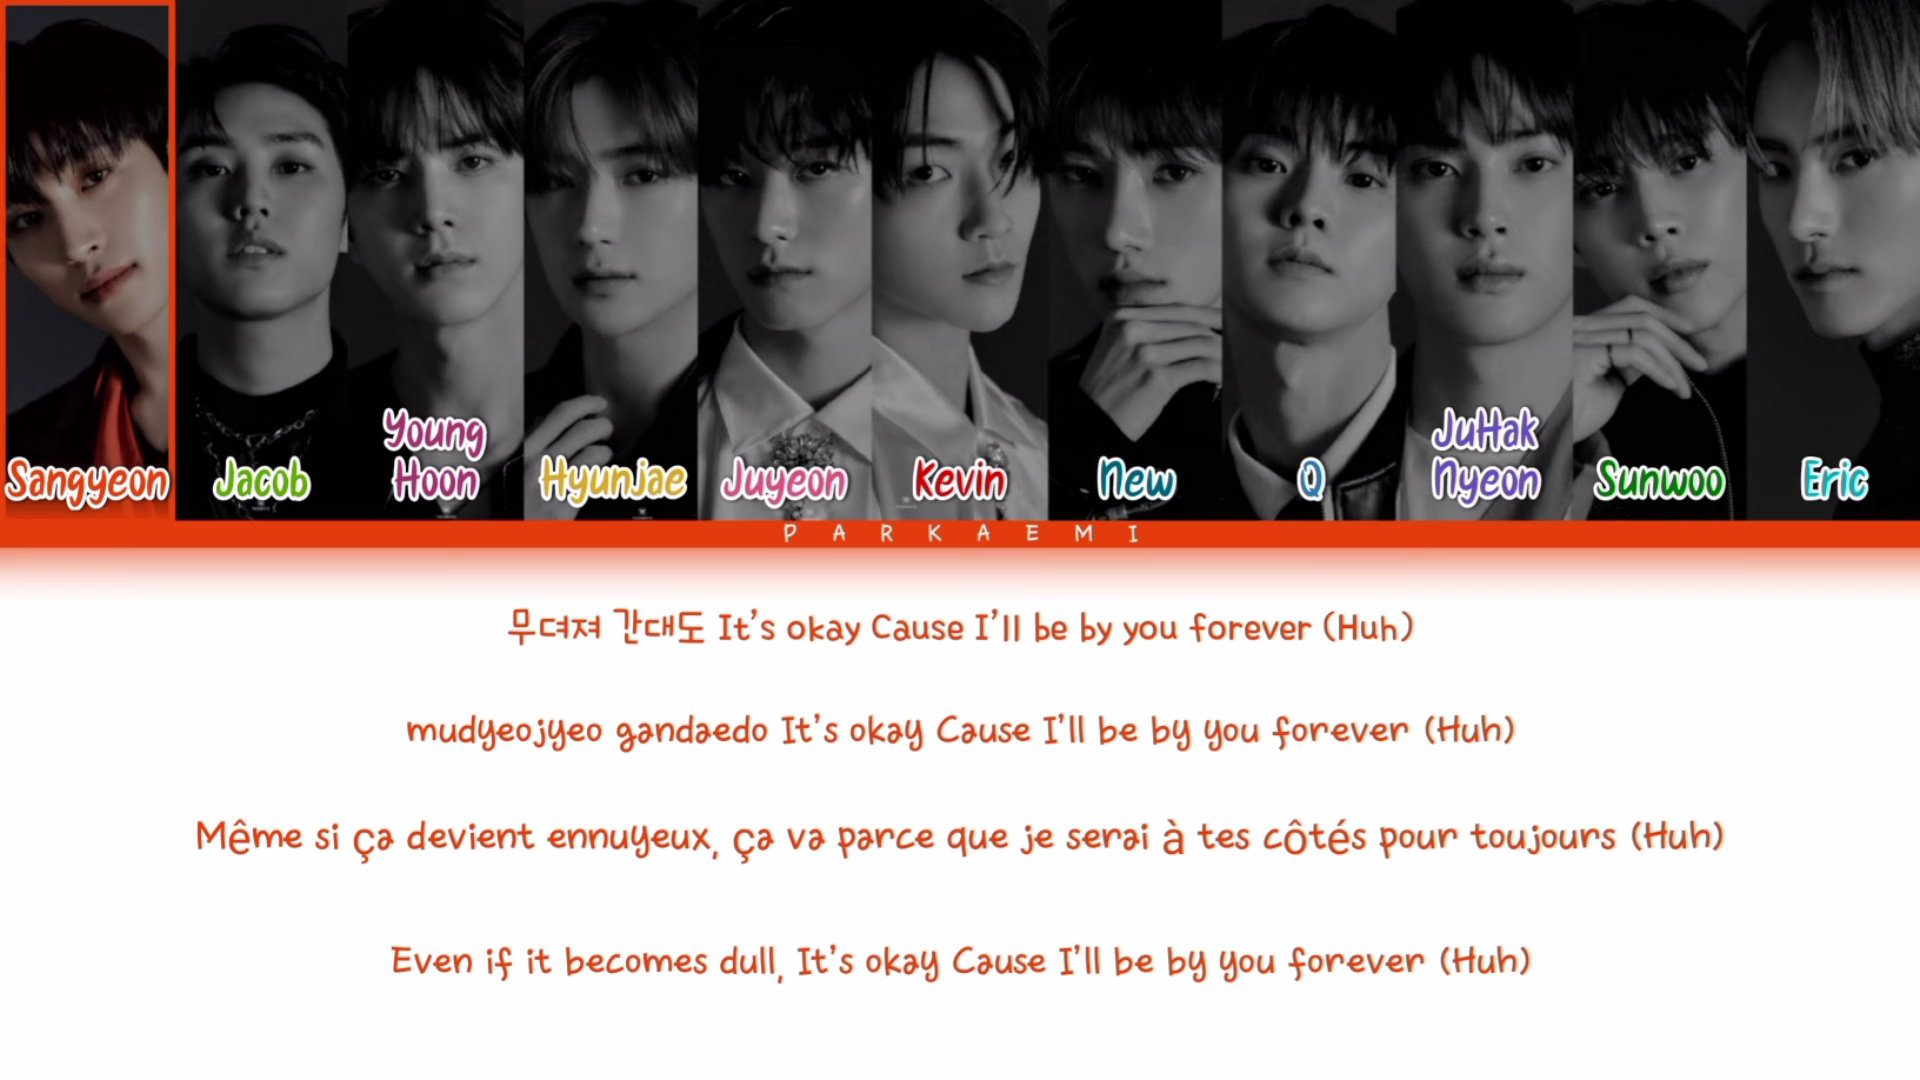 Sangyeon
Jacob
Young
Hoon
Hyunjae
Juyeon
Kevin
New
Q
JuHak
Nyeon
Sunwoo
Eric
PARKAEMI
무뎌져 간대도 It's okay Cause I'll be by you forever (Huh)
mudyeojyeo gandaedo It's okay Cause I'll be by you forever (Huh)
Même si ça devient ennuyeux, ça va parce que je serai à tes côtés pour toujours (Huh)
Even if it becomes dull, It's okay Cause I'll be by you forever (Huh)